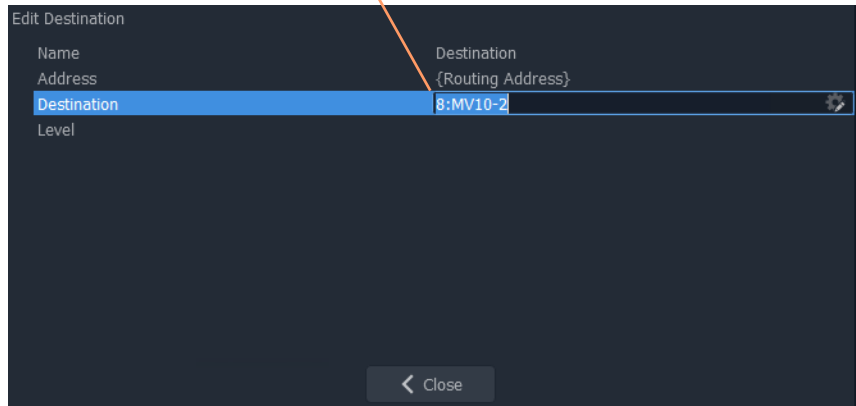 Edit Destination
Name Destination
Address {Routing Address}
Destination 8:MV10-2
Level
Close